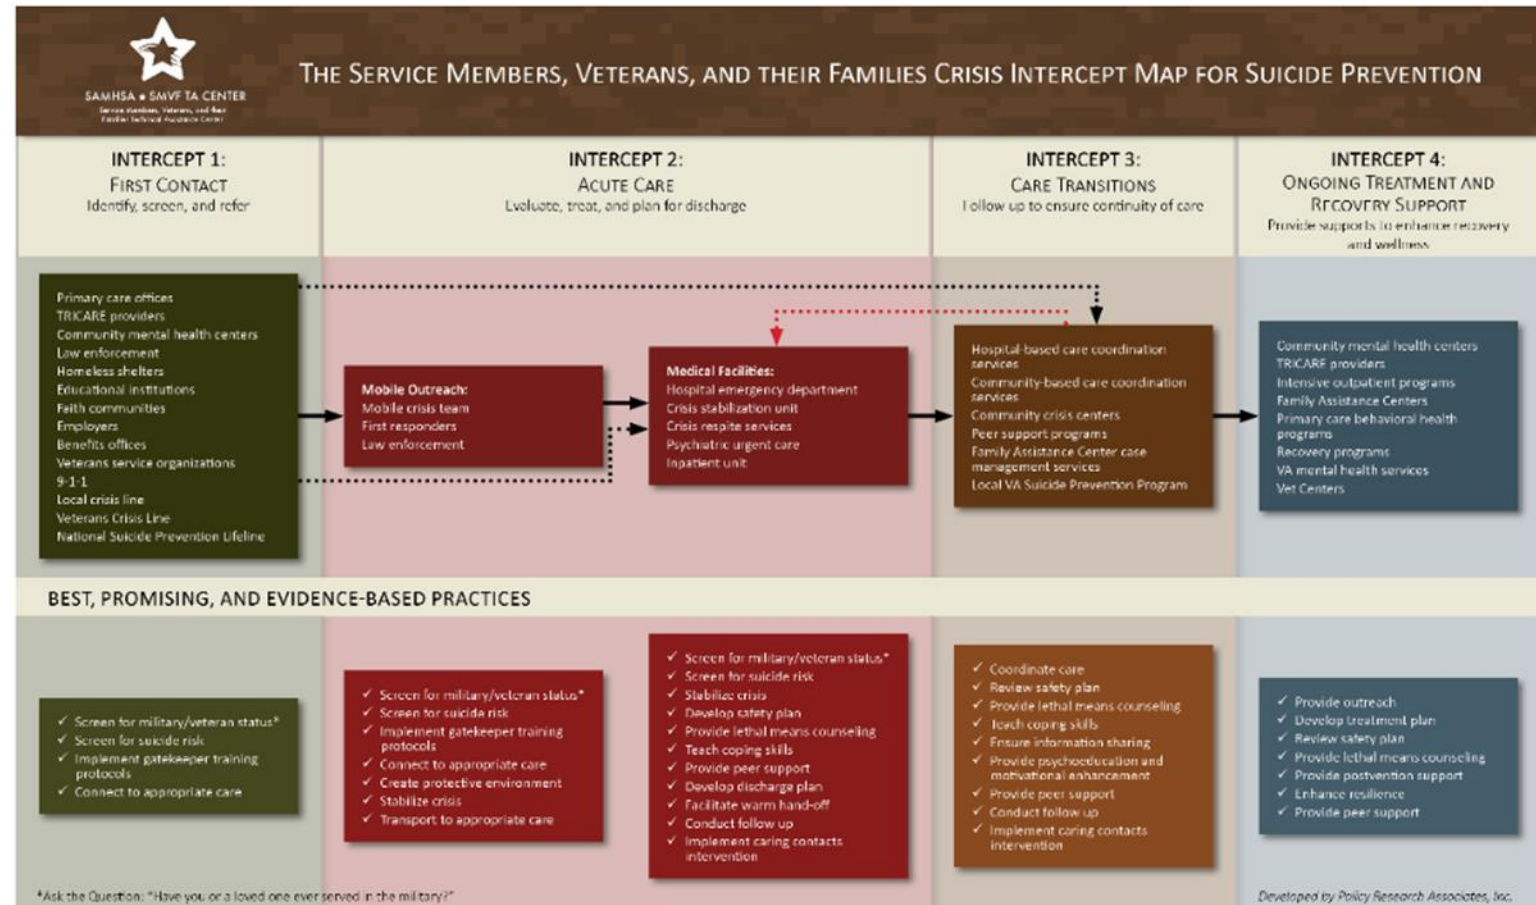 SAMHSA ● SMVF TA CENTER
Service Members, Veterans, and their
Families Technical Assistance Center
THE SERVICE MEMBERS, VETERANS, AND THEIR FAMILIES CRISIS INTERCEPT MAP FOR SUICIDE PREVENTION
INTERCEPT 1:
FIRST CONTACT
Identify, screen, and refer
INTERCEPT 2:
ACUTE CARE
Evaluate, treat, and plan for discharge
INTERCEPT 3:
CARE TRANSITIONS
Follow up to ensure continuity of care
INTERCEPT 4:
ONGOING TREATMENT AND
RECOVERY SUPPORT
Provide supports to enhance recovery
and wellness
Primary care offices
TRICARE providers
Community mental health centers
Law enforcement
Homeless shelters
Educational institutions
Faith communities
Employers
Benefits offices
Veterans service organizations
9-1-1
Local crisis line
Veterans Crisis Line
National Suicide Prevention Lifeline
Mobile Outreach:
Mobile crisis team
First responders
Law enforcement
Medical Facilities:
Hospital emergency department
Crisis stabilization unit
Crisis respite services
Psychiatric urgent care
Inpatient unit
Hospital-based care coordination
services
Community-based care coordination
services
Community crisis centers
Peer support programs
Family Assistance Center case
management services
Local VA Suicide Prevention Program
Community mental health centers
TRICARE providers
Intensive outpatient programs
Family Assistance Centers
Primary care behavioral health
programs
Recovery programs
VA mental health services
Vet Centers
BEST, PROMISING, AND EVIDENCE-BASED PRACTICES
✓ Screen for military/veteran status*
✓ Screen for suicide risk
✓ Implement gatekeeper training
protocols
✓ Connect to appropriate care
✓ Screen for military/veteran status*
✓ Screen for suicide risk
✓ Implement gatekeeper training
protocols
✓ Connect to appropriate care
✓ Create protective environment
✓ Stabilize crisis
✓ Transport to appropriate care
✓ Screen for military/veteran status*
✓ Screen for suicide risk
✓ Stabilize crisis
✓ Develop safety plan
✓ Provide lethal means counseling
✓ Teach coping skills
✓ Provide peer support
✓ Develop discharge plan
✓ Facilitate warm hand-off
✓ Conduct follow up
✓ Implement caring contacts
intervention
✓ Coordinate care
✓ Review safety plan
✓ Provide lethal means counseling
✓ Teach coping skills
✓ Ensure information sharing
✓ Provide psychoeducation and
motivational enhancement
✓ Provide peer support
✓ Conduct follow up
✓ Implement caring contacts
intervention
✓ Provide outreach
✓ Develop treatment plan
✓ Review safety plan
✓ Provide lethal means counseling
✓ Provide postvention support
✓ Enhance resilience
✓ Provide peer support
*Ask the Question: "Have you or a loved one ever served in the military?"
Developed by Policy Research Associates, Inc.